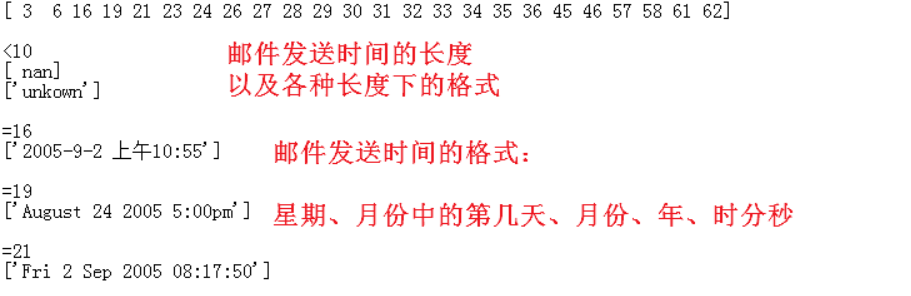 [ 3  6 16 19 21 23 24 26 27 28 29 30 31 32 33 34 35 36 45 46 57 58 61 62]
<10
[ nan]
['unkown']
邮件发送时间的长度
以及各种长度下的格式
=16
['2005-9-2 上午10:55']
邮件发送时间的格式:
=19
['August 24 2005 5:00pm']
星期、月份中的第几天、月份、年、时分秒
=21
['Fri 2 Sep 2005 08:17:50']